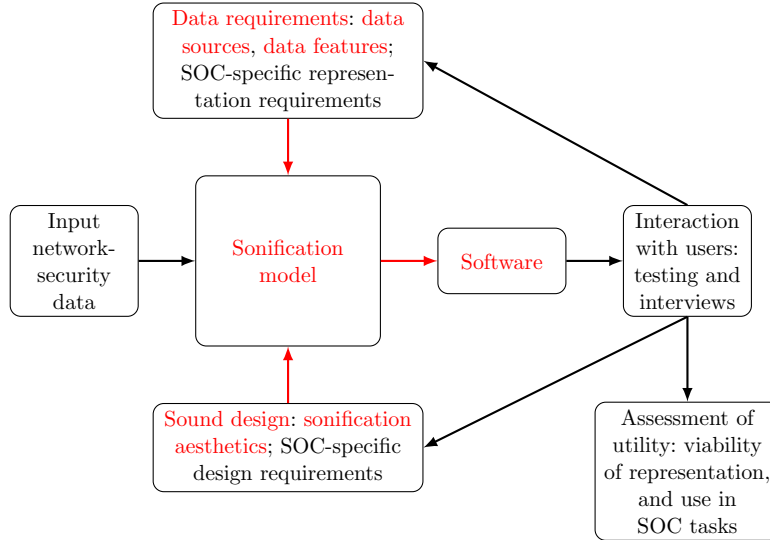 Data requirements: data
sources, data features;
SOC-specific represen-
tation requirements
Input
network-
security
data
Sonification
model
Software
Interaction
with users:
testing and
interviews
Sound design: sonification
aesthetics; SOC-specific
design requirements
Assessment of
utility: viability
of representation,
and use in
SOC tasks